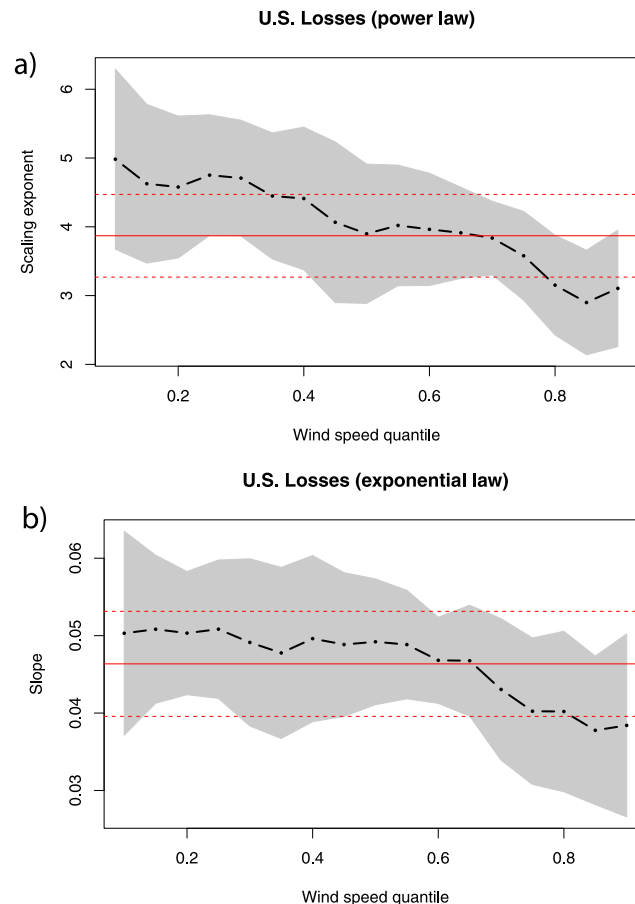 U.S. Losses (power law)
a)
6
5
4
3
2
Scaling exponent
0.2 0.4 0.6 0.8
Wind speed quantile
U.S. Losses (exponential law)
b)
0.06
0.05
0.04
0.03
Slope
0.2 0.4 0.6 0.8
Wind speed quantile